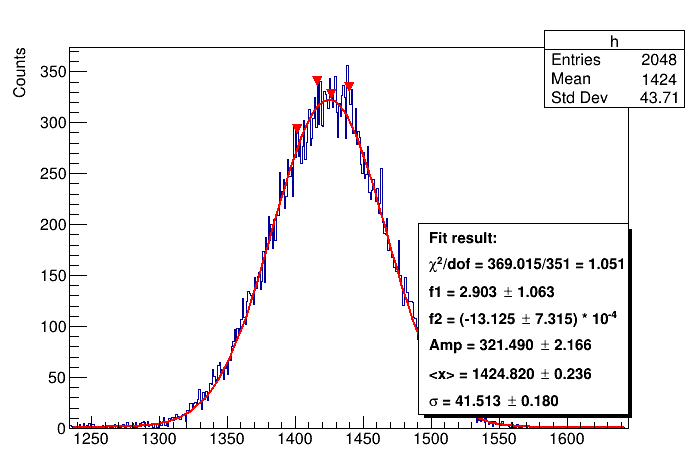 h
Entries 2048
Mean 1424
Std Dev 43.71
Counts
350
300
250
200
150
100
50
0
Fit result:
χ²/dof = 369.015/351 = 1.051
f1 = 2.903 ± 1.063
f2 = (-13.125 ± 7.315) * 10⁻⁴
Amp = 321.490 ± 2.166
<x> = 1424.820 ± 0.236
σ = 41.513 ± 0.180
1250 1300 1350 1400 1450 1500 1550 1600